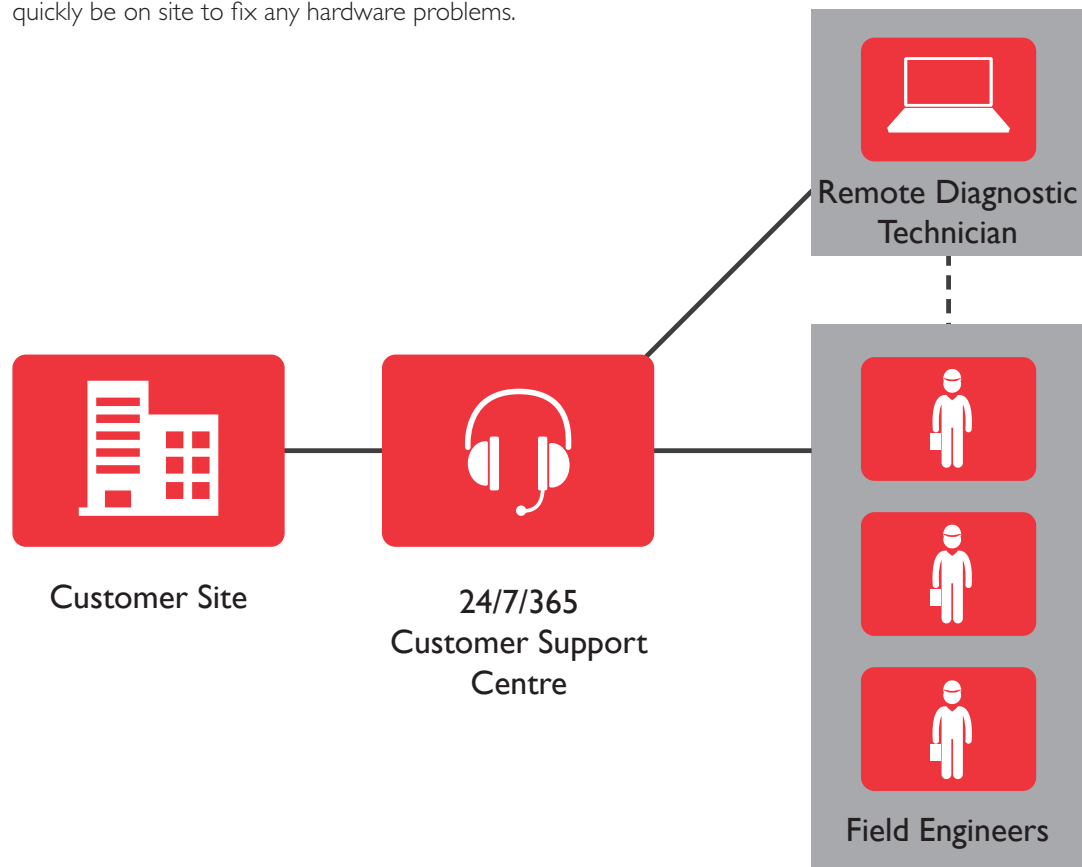 quickly be on site to fix any hardware problems.
Remote Diagnostic
Technician
Customer Site
24/7/365
Customer Support
Centre
Field Engineers